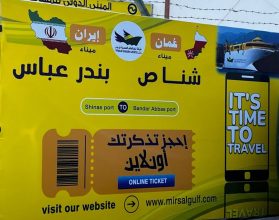 إيران
ميناء
عُمان
ميناء
شناص
بندر عباس
Shinas port TO Bandar Abbas port
IT'S
TIME
TO
TRAVEL
إحجز تذكرتك
أونلاين
ONLINE TICKET
visit our website
www.mirsalgulf.com